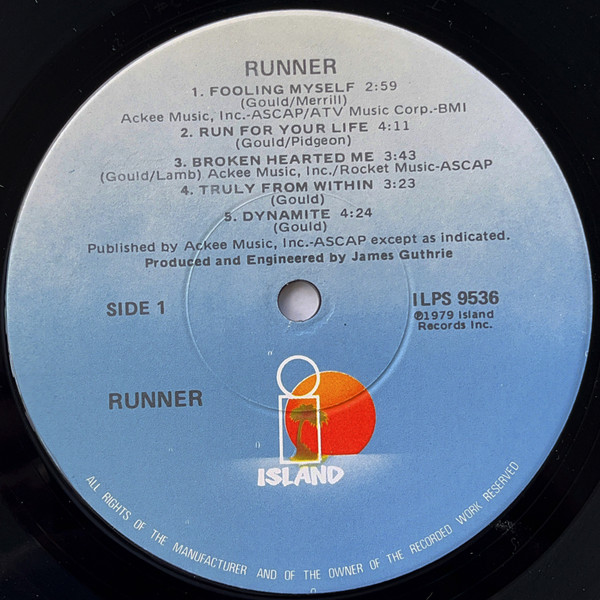 RUNNER
1. FOOLING MYSELF 2:59
(Gould/Merrill)
Ackee Music, Inc.-ASCAP/ATV Music Corp.-BMI
2. RUN FOR YOUR LIFE 4:11
(Gould/Pidgeon)
3. BROKEN HEARTED ME 3:43
(Gould/Lamb) Ackee Music, Inc./Rocket Music-ASCAP
4. TRULY FROM WITHIN 3:23
(Gould)
5. DYNAMITE 4:24
(Gould)
Published by Ackee Music, Inc.-ASCAP except as indicated.
Produced and Engineered by James Guthrie
SIDE 1
ILPS 9536
℗1979 Island
Records Inc.
RUNNER
i
ISLAND
ALL RIGHTS OF THE MANUFACTURER AND OF THE OWNER OF THE RECORDED WORK RESERVED